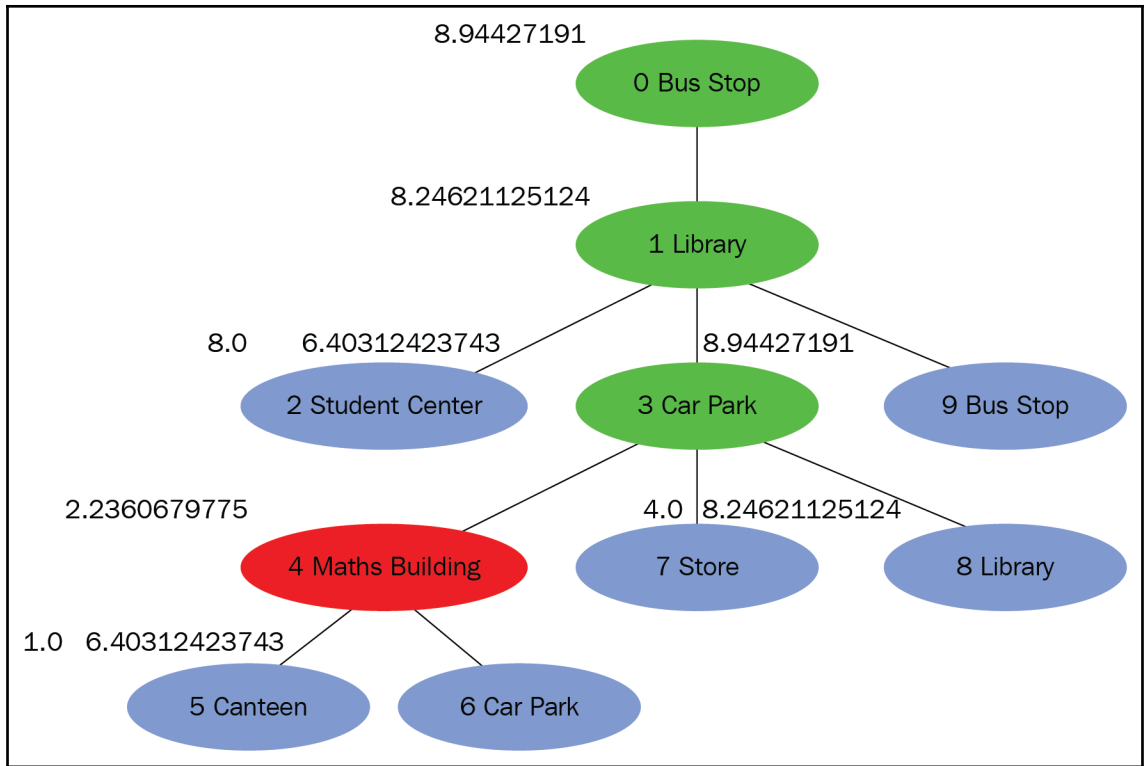 8.94427191
0 Bus Stop
8.24621125124
1 Library
8.0 6.40312423743 8.94427191
2 Student Center 3 Car Park 9 Bus Stop
2.2360679775 4.0 8.24621125124
4 Maths Building 7 Store 8 Library
1.0 6.40312423743
5 Canteen 6 Car Park